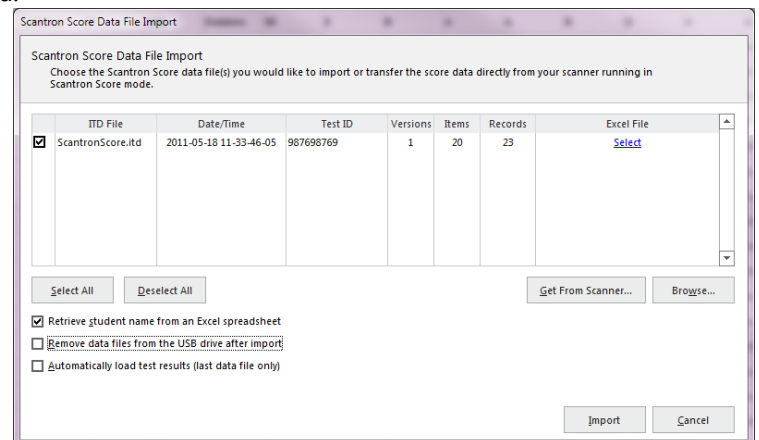 Scantron Score Data File Import
Scantron Score Data File Import
Choose the Scantron Score data file(s) you would like to import or transfer the score data directly from your scanner running in
Scantron Score mode.
ITD File Date/Time Test ID Versions Items Records Excel File
ScantronScore.itd 2011-05-18 11-33-46-05 987698769 1 20 23 Select
Select All Deselect All Get From Scanner... Browse...
Retrieve student name from an Excel spreadsheet
Remove data files from the USB drive after import
Automatically load test results (last data file only)
Import Cancel